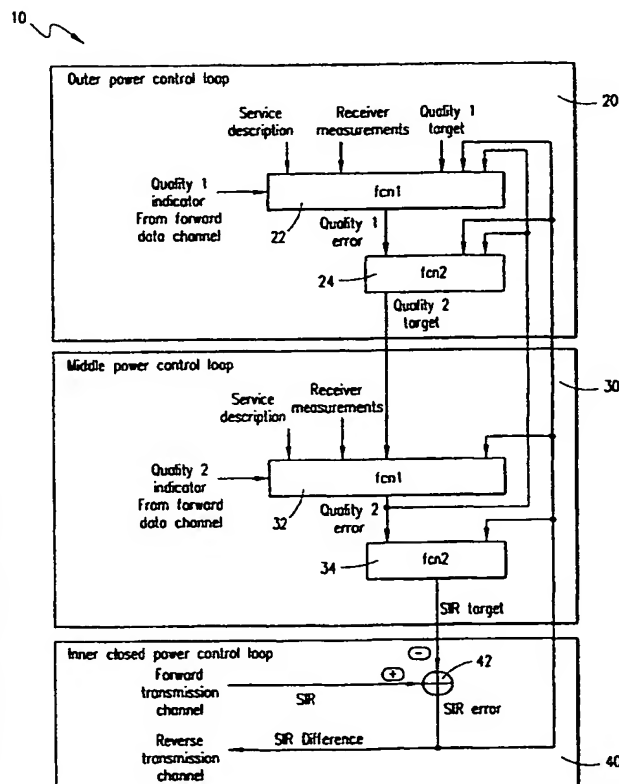 10
Outer power control loop
20
Service
description
Receiver
measurements
Quality 1
target
Quality 1
indicator
From forward
data channel
fcn1
22
Quality 1
error
24
fcn2
Quality 2
target
Middle power control loop
30
Service
description
Receiver
measurements
Quality 2
indicator
From forward
data channel
fcn1
32
Quality 2
error
34
fcn2
SIR target
Inner closed power control loop
-
42
+
Forward
transmission
channel
SIR
SIR error
Reverse
transmission
channel
SIR Difference
40